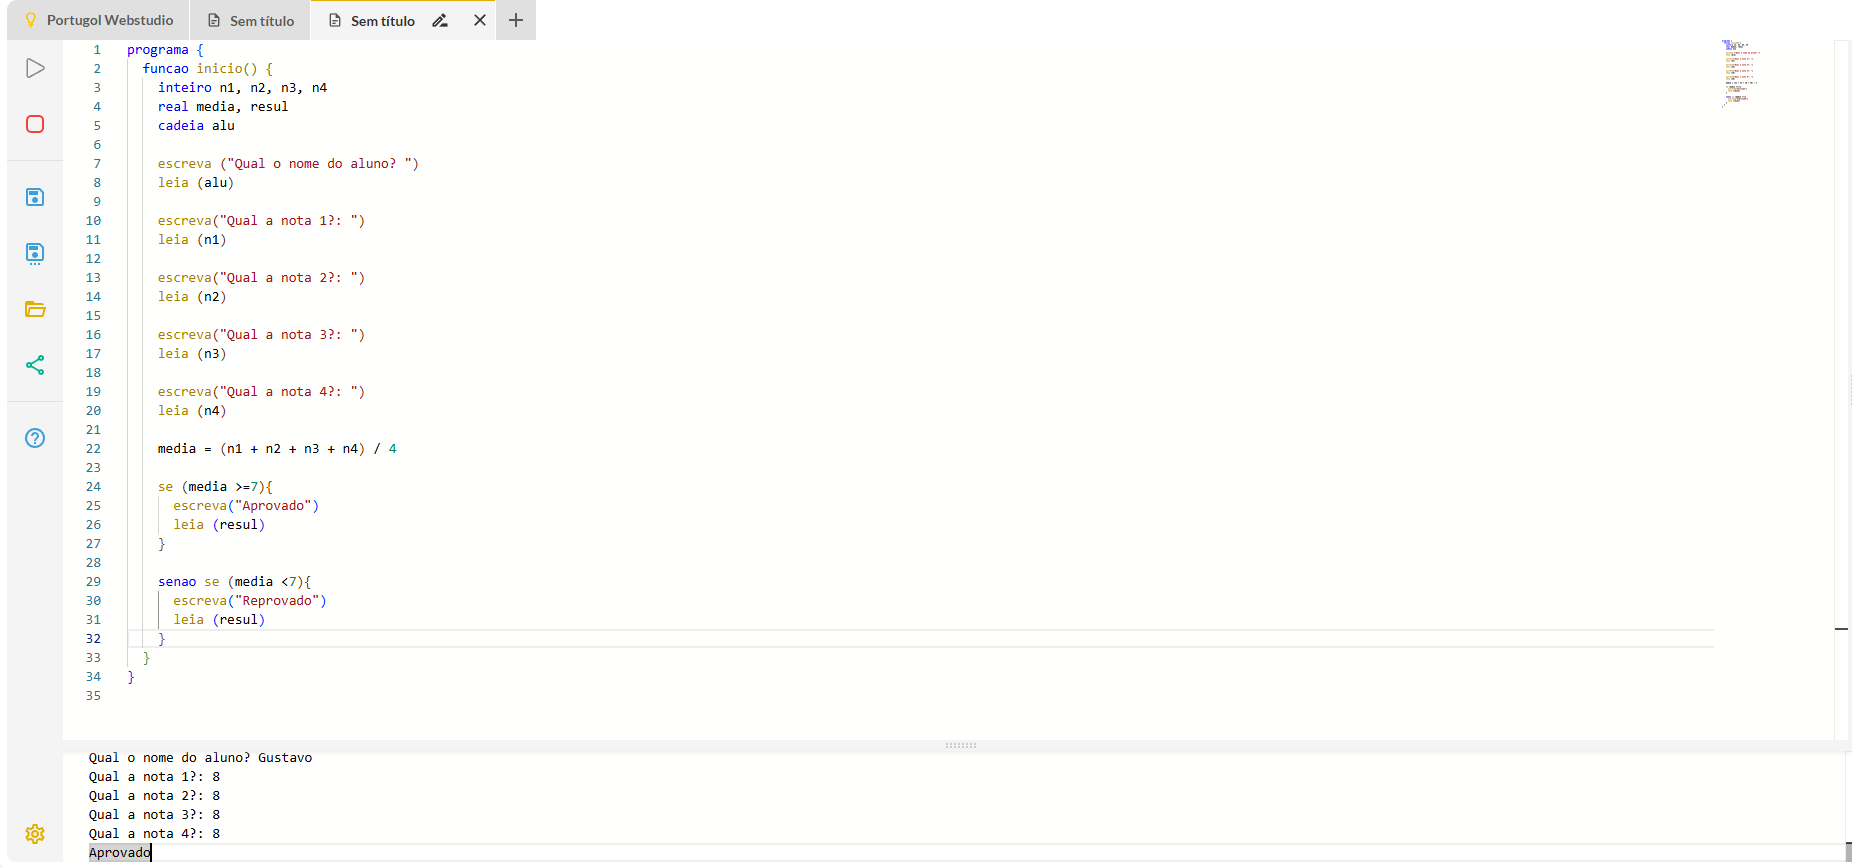 Portugol Webstudio Sem título Sem título
1 programa {
2 funcao inicio() {
3 inteiro n1, n2, n3, n4
4 real media, resul
5 cadeia alu
6
7 escreva ("Qual o nome do aluno? ")
8 leia (alu)
9
10 escreva("Qual a nota 1?: ")
11 leia (n1)
12
13 escreva("Qual a nota 2?: ")
14 leia (n2)
15
16 escreva("Qual a nota 3?: ")
17 leia (n3)
18
19 escreva("Qual a nota 4?: ")
20 leia (n4)
21
22 media = (n1 + n2 + n3 + n4) / 4
23
24 se (media >=7){
25 escreva("Aprovado")
26 leia (resul)
27 }
28
29 senao se (media <7){
30 escreva("Reprovado")
31 leia (resul)
32 }
33 }
34 }
35
Qual o nome do aluno? Gustavo
Qual a nota 1?: 8
Qual a nota 2?: 8
Qual a nota 3?: 8
Qual a nota 4?: 8
Aprovado